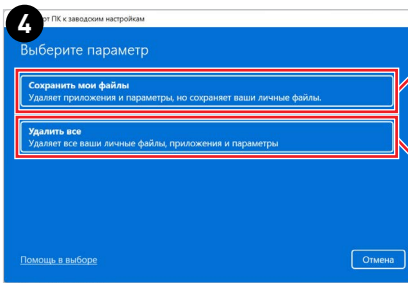 4
от ПК к заводским настройкам
Выберите параметр
Сохранить мои файлы
Удаляет приложения и параметры, но сохраняет ваши личные файлы.
Удалить все
Удаляет все ваши личные файлы, приложения и параметры
Помощь в выборе
Отмена